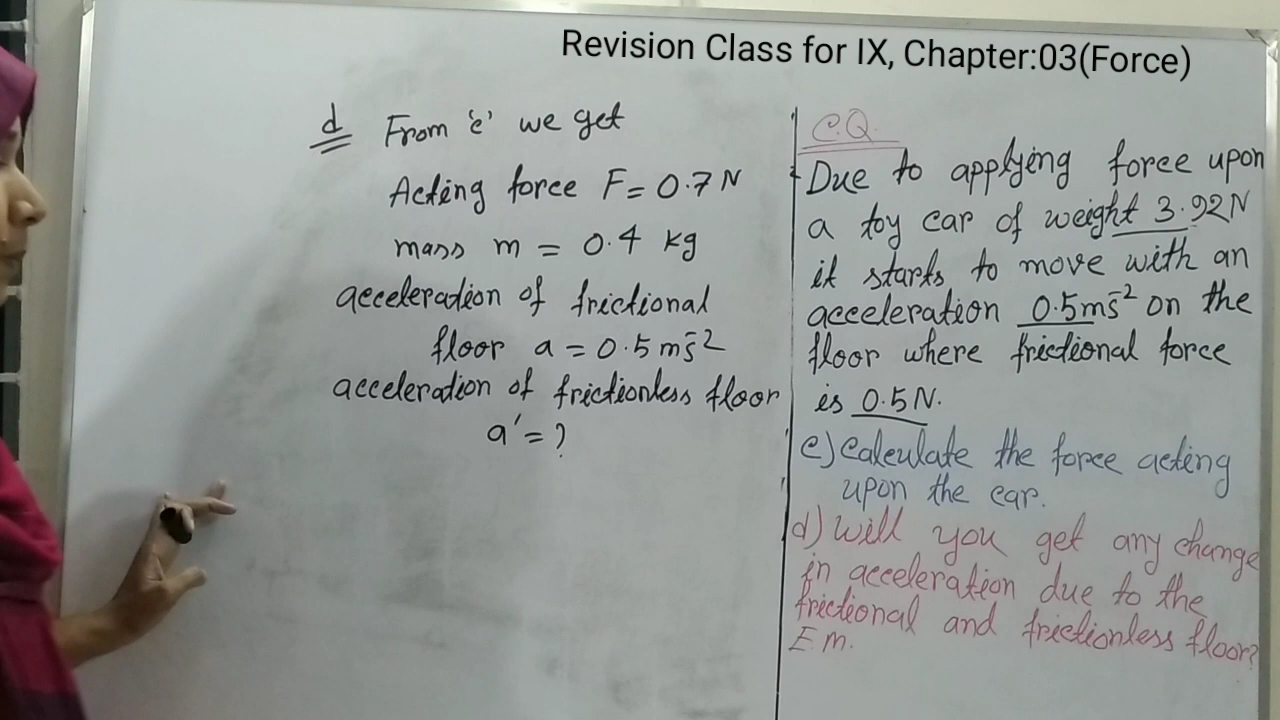 Revision Class for IX, Chapter:03(Force)
d From 'c' we get
Acting force F = 0.7 N
mass m = 0.4 kg
acceleration of frictional
floor a = 0.5 ms⁻²
acceleration of frictionless floor
a' = ?
C.Q.
Due to applying force upon
a toy car of weight 3.92N
it starts to move with an
acceleration 0.5ms⁻² on the
floor where frictional force
is 0.5N.
c) Calculate the force acting
upon the car.
d) Will you get any change
in acceleration due to the
frictional and frictionless floor?
E.m.